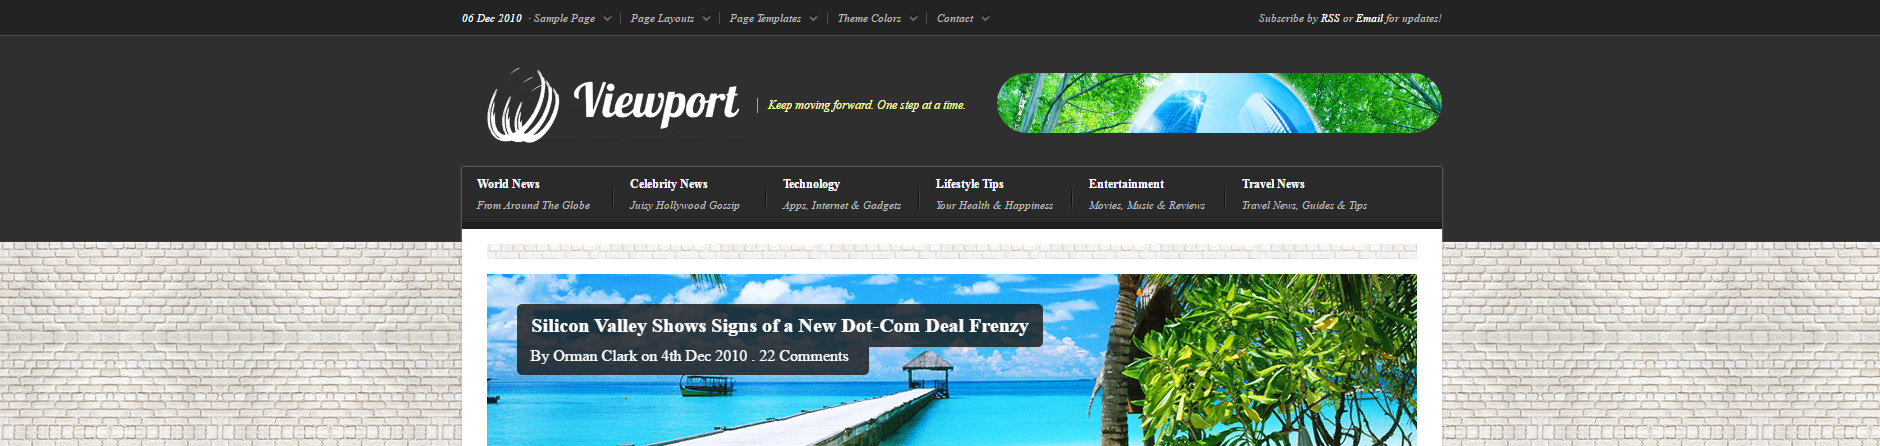 06 Dec 2010 · Sample Page Page Layouts Page Templates Theme Colors Contact Subscribe by RSS or Email for updates!
Viewport Keep moving forward. One step at a time.
World News Celebrity News Technology Lifestyle Tips Entertainment Travel News
From Around The Globe Juisy Hollywood Gossip Apps, Internet & Gadgets Your Health & Happiness Movies, Music & Reviews Travel News, Guides & Tips
Silicon Valley Shows Signs of a New Dot-Com Deal Frenzy
By Orman Clark on 4th Dec 2010 . 22 Comments